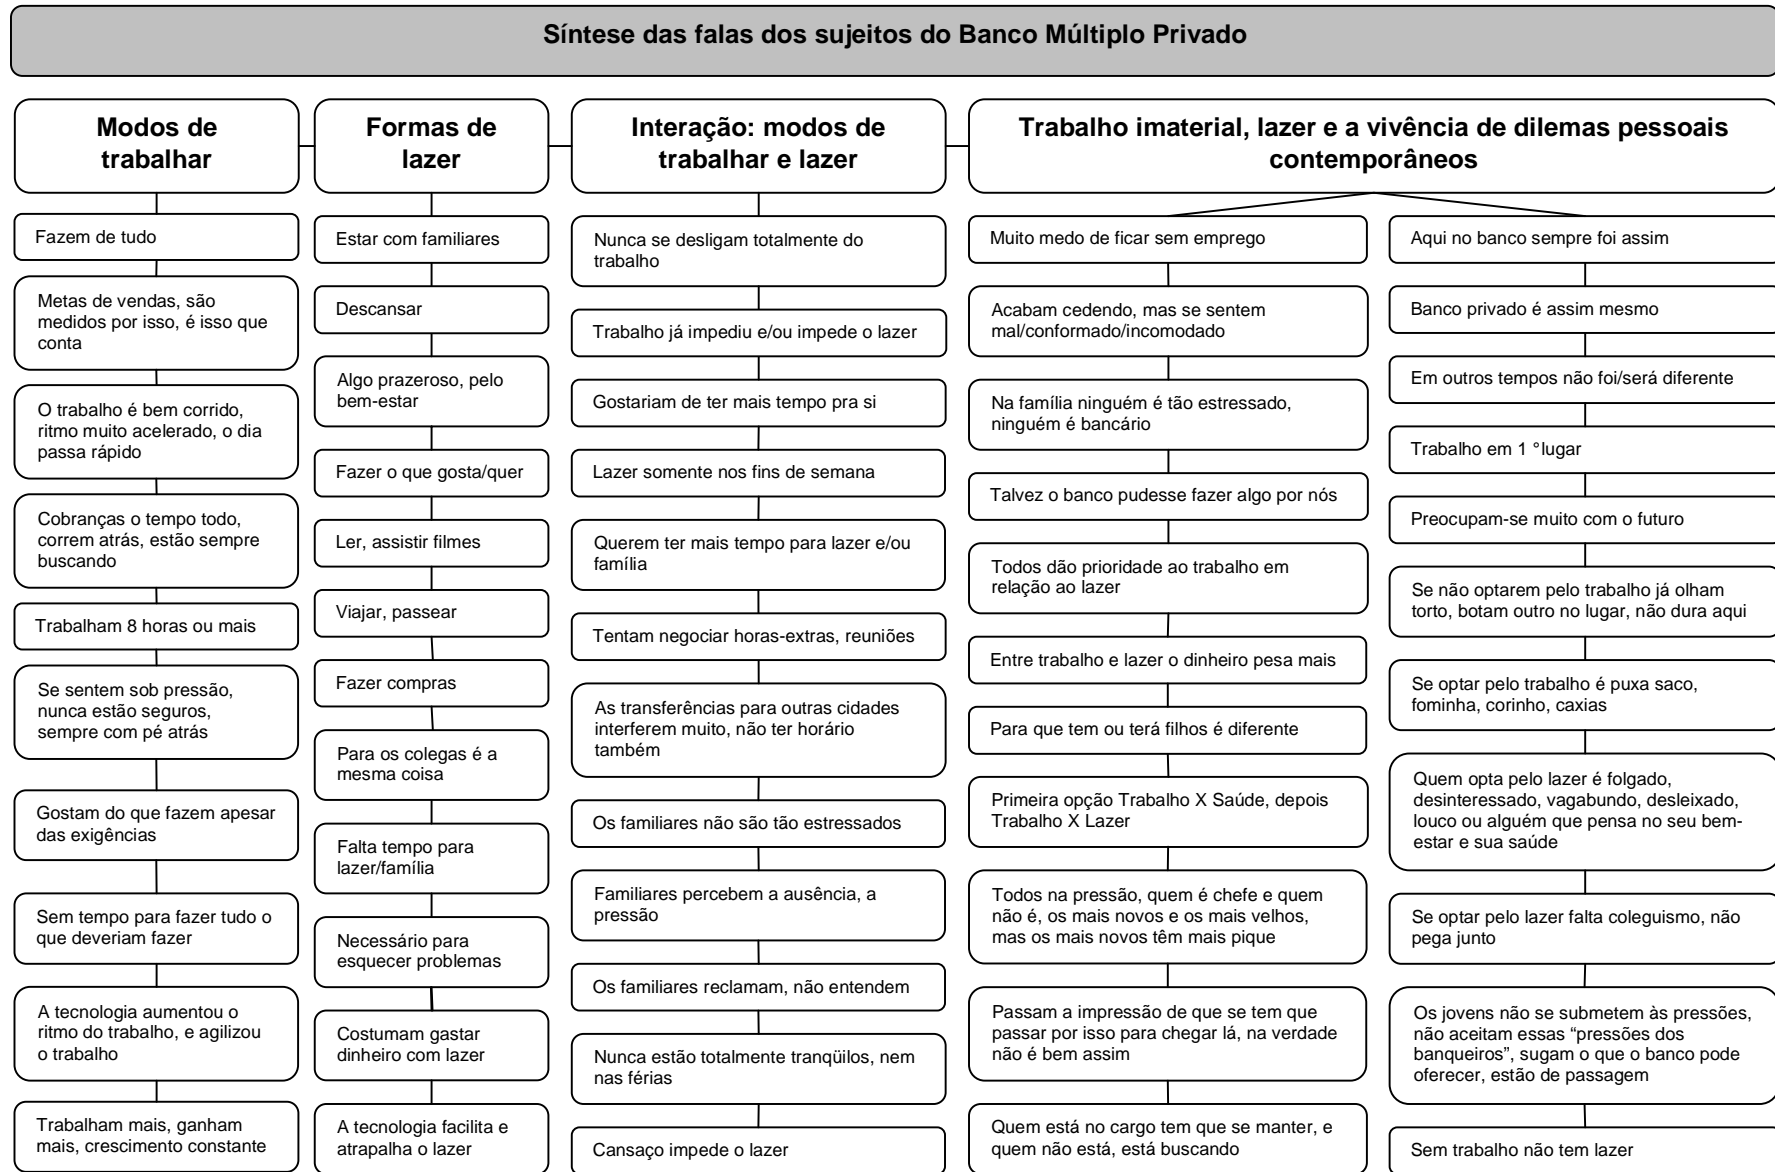 Síntese das falas dos sujeitos do Banco Múltiplo Privado
Modos de
trabalhar
Fazem de tudo
Metas de vendas, são
medidos por isso, é isso que
conta
O trabalho é bem corrido,
ritmo muito acelerado, o dia
passa rápido
Cobranças o tempo todo,
correm atrás, estão sempre
buscando
Trabalham 8 horas ou mais
Se sentem sob pressão,
nunca estão seguros,
sempre com pé atrás
Gostam do que fazem apesar
das exigências
Sem tempo para fazer tudo o
que deveriam fazer
A tecnologia aumentou o
ritmo do trabalho, e agilizou
o trabalho
Trabalham mais, ganham
mais, crescimento constante
Formas de
lazer
Estar com familiares
Descansar
Algo prazeroso, pelo
bem-estar
Fazer o que gosta/quer
Ler, assistir filmes
Viajar, passear
Fazer compras
Para os colegas é a
mesma coisa
Falta tempo para
lazer/família
Necessário para
esquecer problemas
Costumam gastar
dinheiro com lazer
A tecnologia facilita e
atrapalha o lazer
Interação: modos de
trabalhar e lazer
Nunca se desligam totalmente do
trabalho
Trabalho já impediu e/ou impede o lazer
Gostariam de ter mais tempo pra si
Lazer somente nos fins de semana
Querem ter mais tempo para lazer e/ou
família
Tentam negociar horas-extras, reuniões
As transferências para outras cidades
interferem muito, não ter horário
também
Os familiares não são tão estressados
Familiares percebem a ausência, a
pressão
Os familiares reclamam, não entendem
Nunca estão totalmente tranqüilos, nem
nas férias
Cansaço impede o lazer
Trabalho imaterial, lazer e a vivência de dilemas pessoais
contemporâneos
Muito medo de ficar sem emprego
Acabam cedendo, mas se sentem
mal/conformado/incomodado
Na família ninguém é tão estressado,
ninguém é bancário
Talvez o banco pudesse fazer algo por nós
Todos dão prioridade ao trabalho em
relação ao lazer
Entre trabalho e lazer o dinheiro pesa mais
Para que tem ou terá filhos é diferente
Primeira opção Trabalho X Saúde, depois
Trabalho X Lazer
Todos na pressão, quem é chefe e quem
não é, os mais novos e os mais velhos,
mas os mais novos têm mais pique
Passam a impressão de que se tem que
passar por isso para chegar lá, na verdade
não é bem assim
Quem está no cargo tem que se manter, e
quem não está, está buscando
Aqui no banco sempre foi assim
Banco privado é assim mesmo
Em outros tempos não foi/será diferente
Trabalho em 1 °lugar
Preocupam-se muito com o futuro
Se não optarem pelo trabalho já olham
torto, botam outro no lugar, não dura aqui
Se optar pelo trabalho é puxa saco,
fominha, corinho, caxias
Quem opta pelo lazer é folgado,
desinteressado, vagabundo, desleixado,
louco ou alguém que pensa no seu bem-
estar e sua saúde
Se optar pelo lazer falta coleguismo, não
pega junto
Os jovens não se submetem às pressões,
não aceitam essas “pressões dos
banqueiros”, sugam o que o banco pode
oferecer, estão de passagem
Sem trabalho não tem lazer